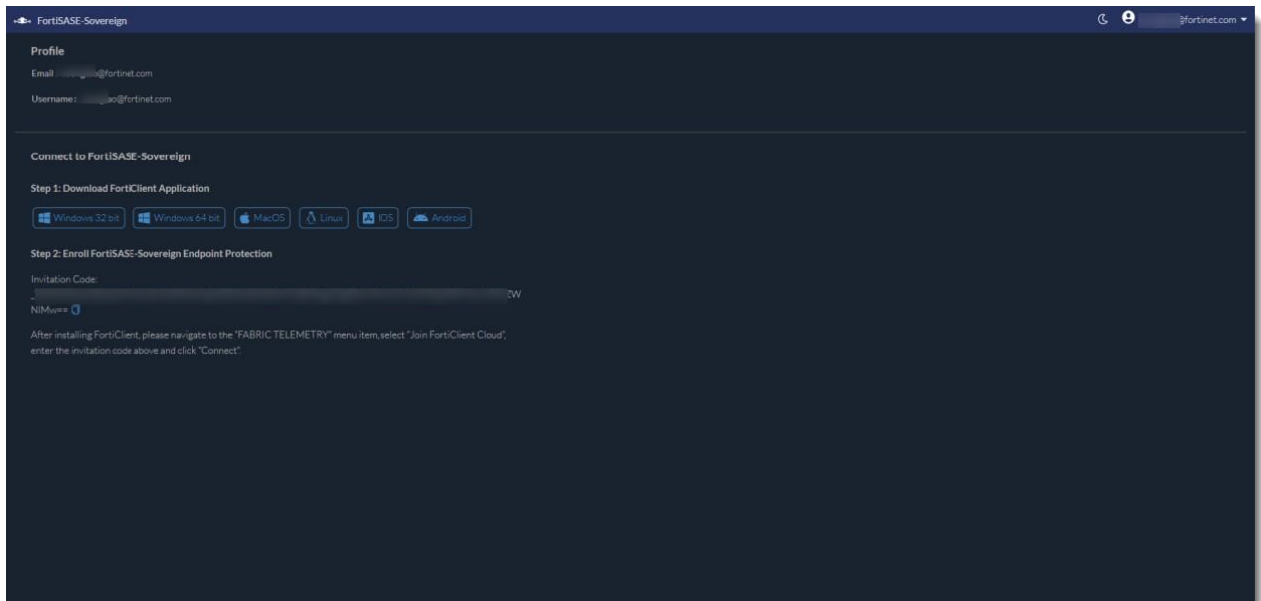 FortiSASE-Sovereign
@fortinet.com
Profile
Email @fortinet.com
Username: ao@fortinet.com
Connect to FortiSASE-Sovereign
Step 1: Download FortiClient Application
Windows 32 bit Windows 64 bit MacOS Linux IOS Android
Step 2: Enroll FortiSASE-Sovereign Endpoint Protection
Invitation Code:
EW
NIMw==
After installing FortiClient, please navigate to the "FABRIC TELEMETRY" menu item, select "Join FortiClient Cloud",
enter the invitation code above and click "Connect".